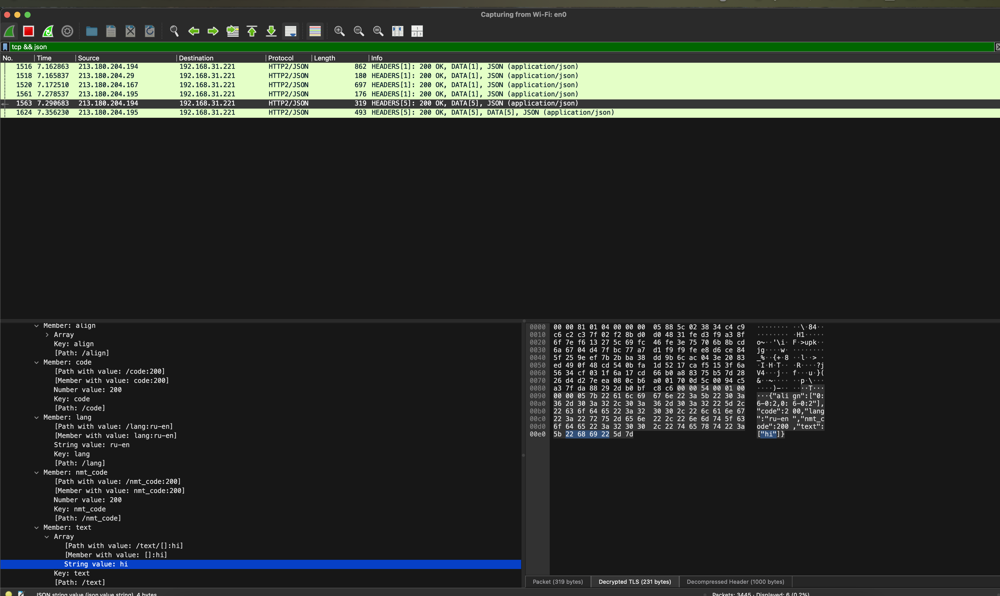 Capturing from Wi-Fi: en0
tcp && json
No. Time Source Destination Protocol Length Info
1516 7.162863 213.180.204.194 192.168.31.221 HTTP2/JSON 862 HEADERS[1]: 200 OK, DATA[1], JSON (application/json)
1518 7.165837 213.180.204.29 192.168.31.221 HTTP2/JSON 180 HEADERS[1]: 200 OK, DATA[1], JSON (application/json)
1520 7.172510 213.180.204.167 192.168.31.221 HTTP2/JSON 697 HEADERS[1]: 200 OK, DATA[1], JSON (application/json)
1561 7.278537 213.180.204.195 192.168.31.221 HTTP2/JSON 176 HEADERS[1]: 200 OK, DATA[1], JSON (application/json)
1563 7.290683 213.180.204.194 192.168.31.221 HTTP2/JSON 319 HEADERS[5]: 200 OK, DATA[5], JSON (application/json)
1624 7.356230 213.180.204.195 192.168.31.221 HTTP2/JSON 493 HEADERS[5]: 200 OK, DATA[5], DATA[5], JSON (application/json)
Member: align
Array
Key: align
[Path: /align]
Member: code
[Path with value: /code:200]
[Member with value: code:200]
Number value: 200
Key: code
[Path: /code]
Member: lang
[Path with value: /lang:ru-en]
[Member with value: lang:ru-en]
String value: ru-en
Key: lang
[Path: /lang]
Member: nmt_code
[Path with value: /nmt_code:200]
[Member with value: nmt_code:200]
Number value: 200
Key: nmt_code
[Path: /nmt_code]
Member: text
Array
[Path with value: /text/[]:hi]
[Member with value: []:hi]
String value: hi
Key: text
[Path: /text]
0000 00 00 81 01 04 00 00 00 05 88 5c 02 38 34 c4 c9 ········ ··\·84··
0010 c6 c2 c3 7f 02 f2 8b d0 d0 48 31 fe d3 f9 a3 8f ········ ·H1·····
0020 6f 7e f6 13 27 5c 69 fc 46 fe 3e 75 70 6b 8b cd o~··'\i· F·>upk··
0030 6a 67 04 d4 7f bc 77 a7 d1 f9 f9 fe e8 d6 ce 84 jg····w· ········
0040 5f 25 9e ef 7b 2b ba 38 dd 9b 6c ac 04 3e 20 83 _%··{+·8 ··l··> ·
0050 ed 49 0f 48 cd 54 0b fa 1d 52 17 ca f5 15 3f 6a ·I·H·T·· ·R····?j
0060 56 34 cf 03 1f 6a 17 cd 66 b0 a8 83 75 b5 7d 28 V4···j·· f···u·}(
0070 26 d4 d2 7e ea 08 0c b6 a0 01 70 0d 5c 00 94 c5 &··~···· ··p·\···
0080 a3 7f da 88 29 2d b0 bf c8 c6 00 00 54 00 01 00 ····)-·· ····T···
0090 00 00 05 7b 22 61 6c 69 67 6e 22 3a 5b 22 30 3a ···{"ali gn":["0:
00a0 36 2d 30 3a 32 2c 30 3a 36 2d 30 3a 32 22 5d 2c 6-0:2,0: 6-0:2"],
00b0 22 63 6f 64 65 22 3a 32 30 30 2c 22 6c 61 6e 67 "code":2 00,"lang
00c0 22 3a 22 72 75 2d 65 6e 22 2c 22 6e 6d 74 5f 63 ":"ru-en ","nmt_c
00d0 6f 64 65 22 3a 32 30 30 2c 22 74 65 78 74 22 3a ode":200 ,"text":
00e0 5b 22 68 69 22 5d 7d ["hi"]}
Packet (319 bytes) Decrypted TLS (231 bytes) Decompressed Header (1000 bytes)
JSON string value (json.value.string), 4 bytes Packets: 3445 · Displayed: 6 (0.2%)